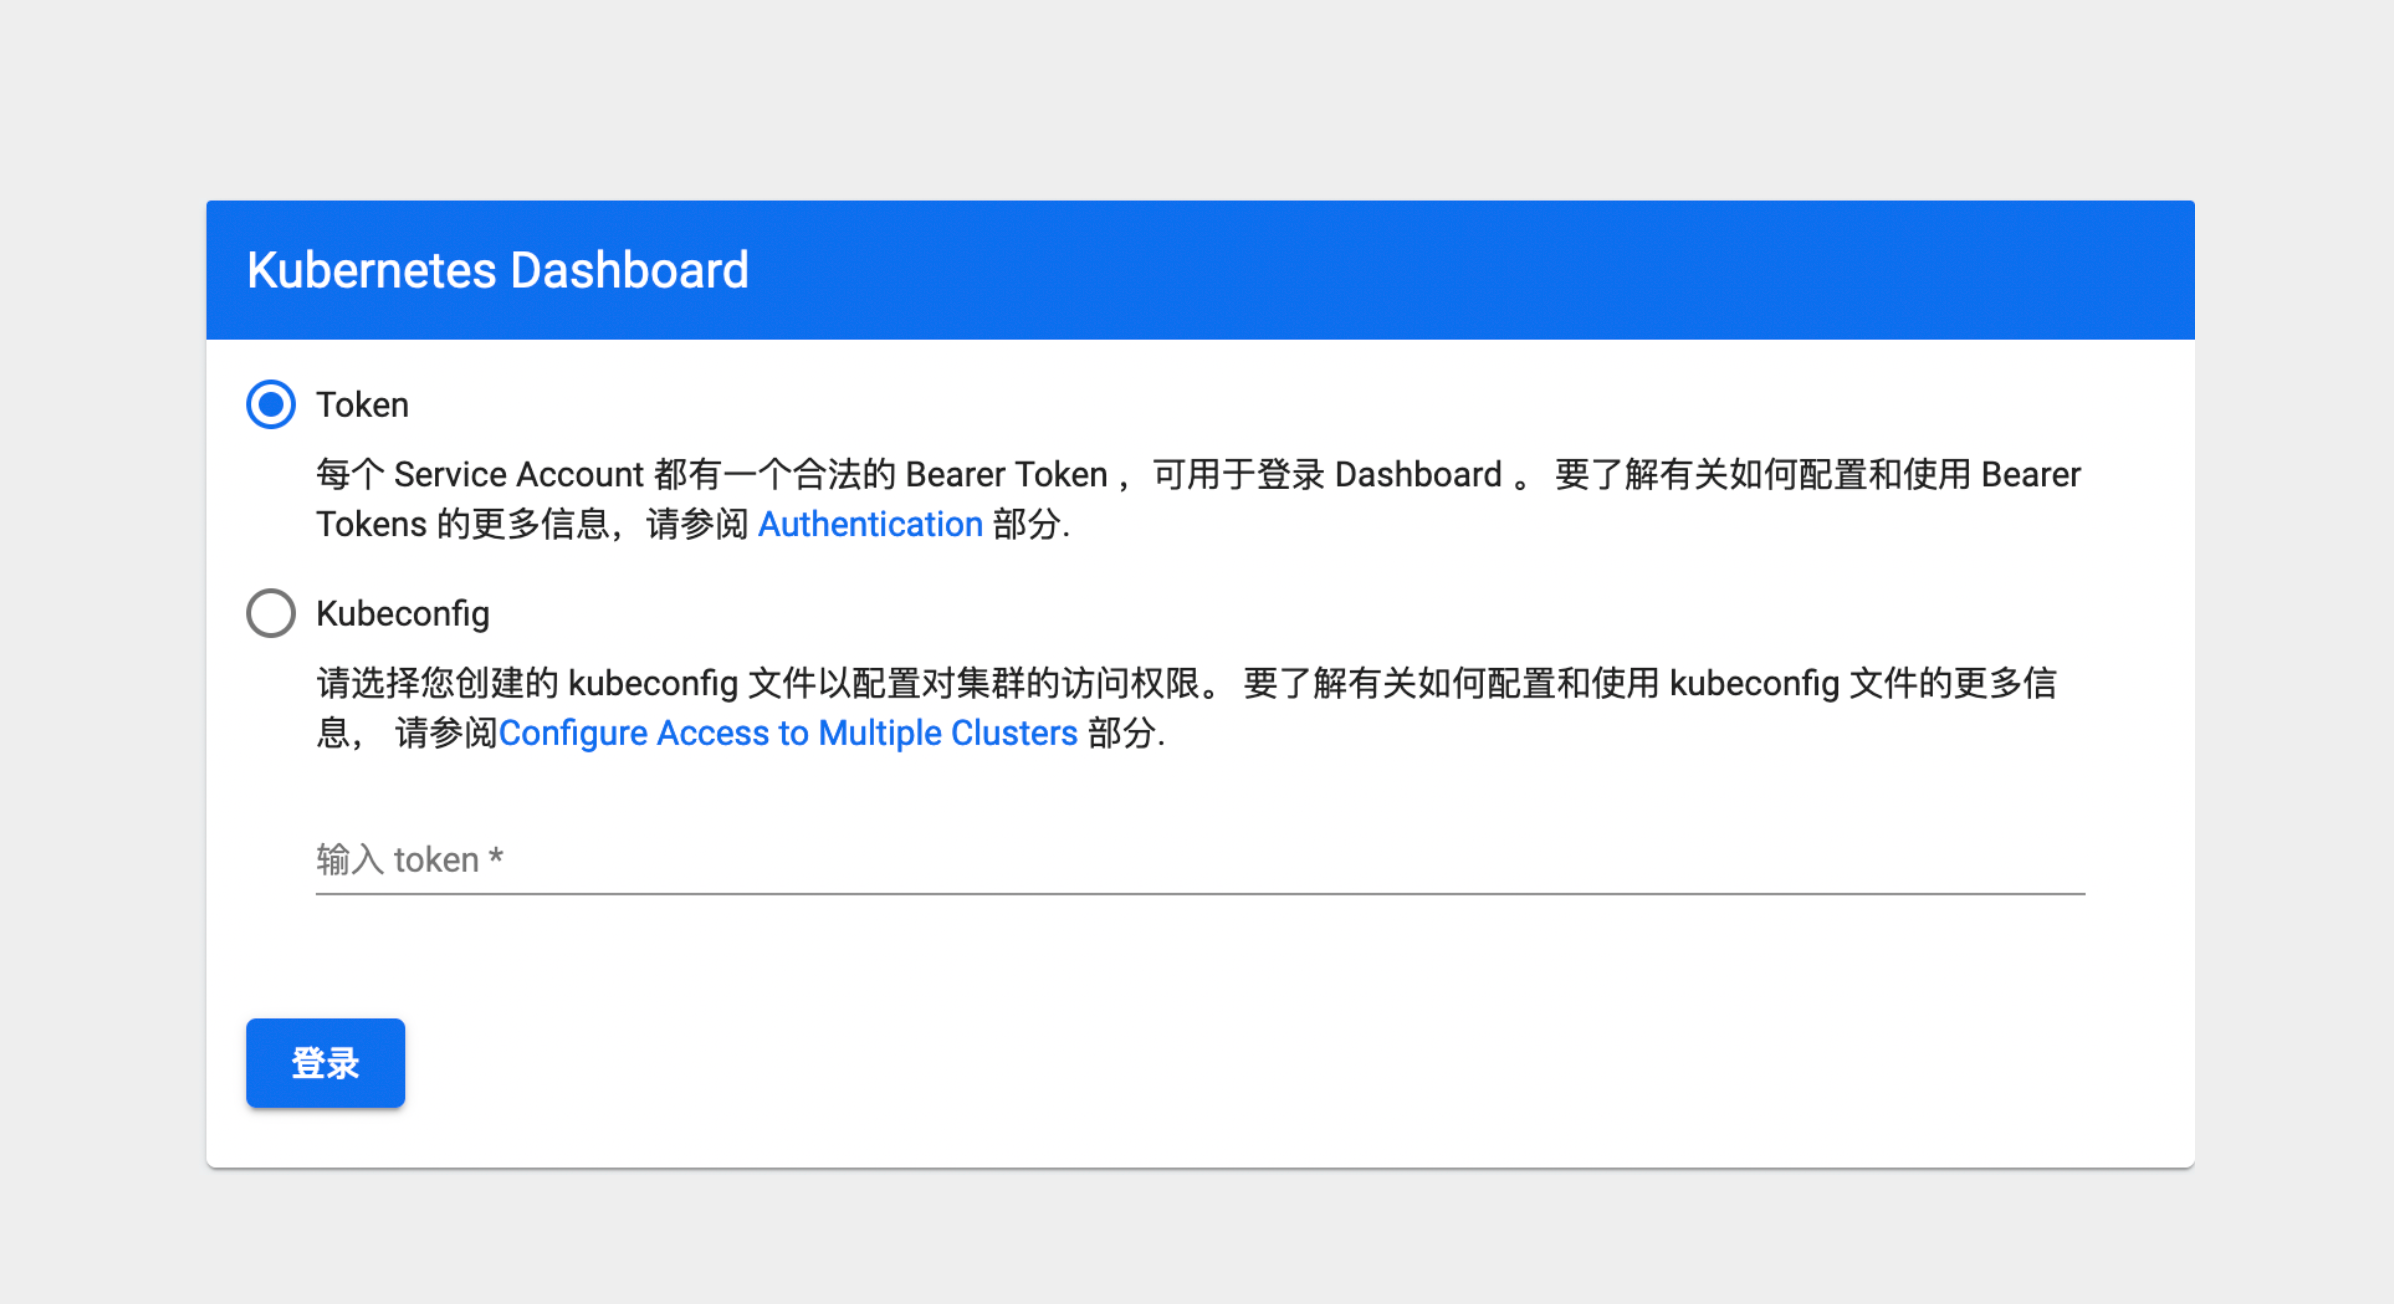 Kubernetes Dashboard
Token
每个 Service Account 都有一个合法的 Bearer Token ，可用于登录 Dashboard 。 要了解有关如何配置和使用 Bearer
Tokens 的更多信息，请参阅 Authentication 部分.
Kubeconfig
请选择您创建的 kubeconfig 文件以配置对集群的访问权限。 要了解有关如何配置和使用 kubeconfig 文件的更多信
息， 请参阅Configure Access to Multiple Clusters 部分.
输入 token *
登录